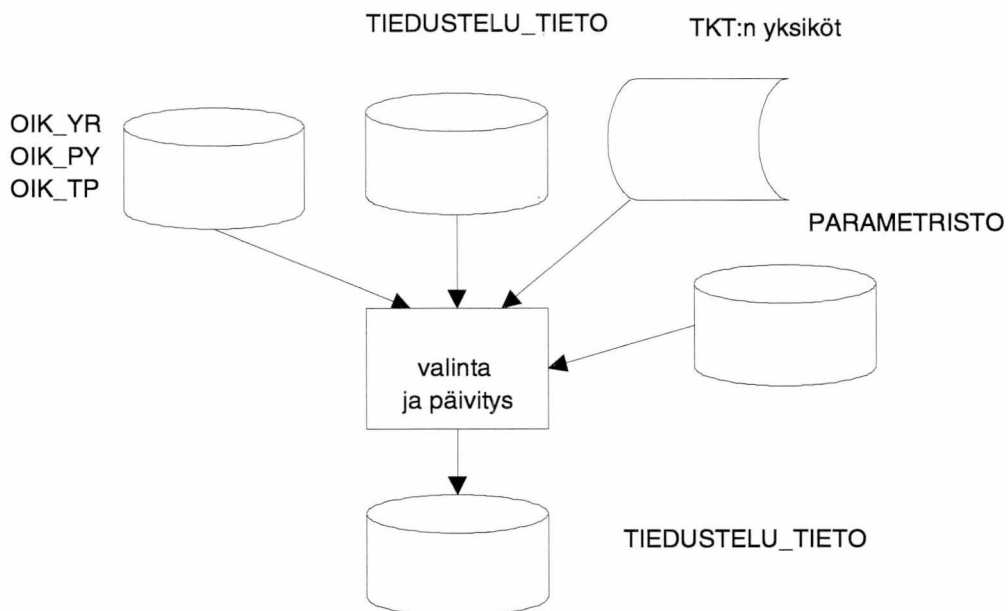 TIEDUSTELU_TIETO
TKT:n yksiköt
OIK_YR
OIK_PY
OIK_TP
PARAMETRISTO
valinta
ja päivitys
TIEDUSTELU_TIETO